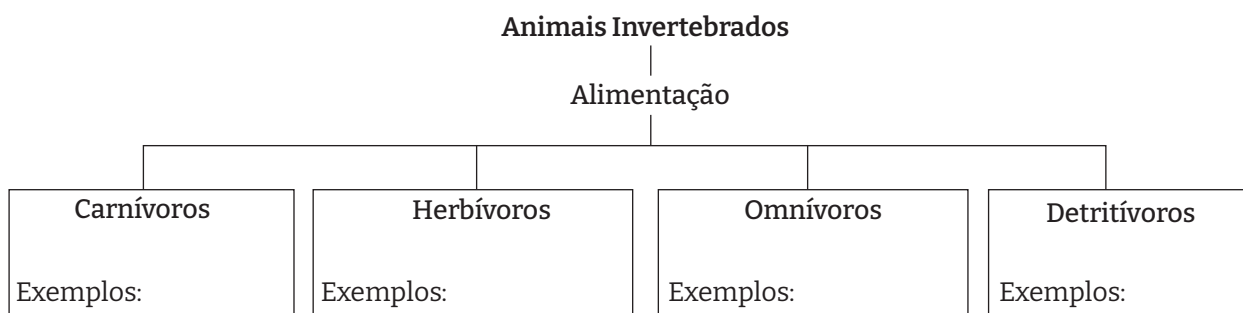 Animais Invertebrados
Alimentação
Carnívoros
Herbívoros
Omnívoros
Detritívoros
Exemplos:
Exemplos:
Exemplos:
Exemplos: